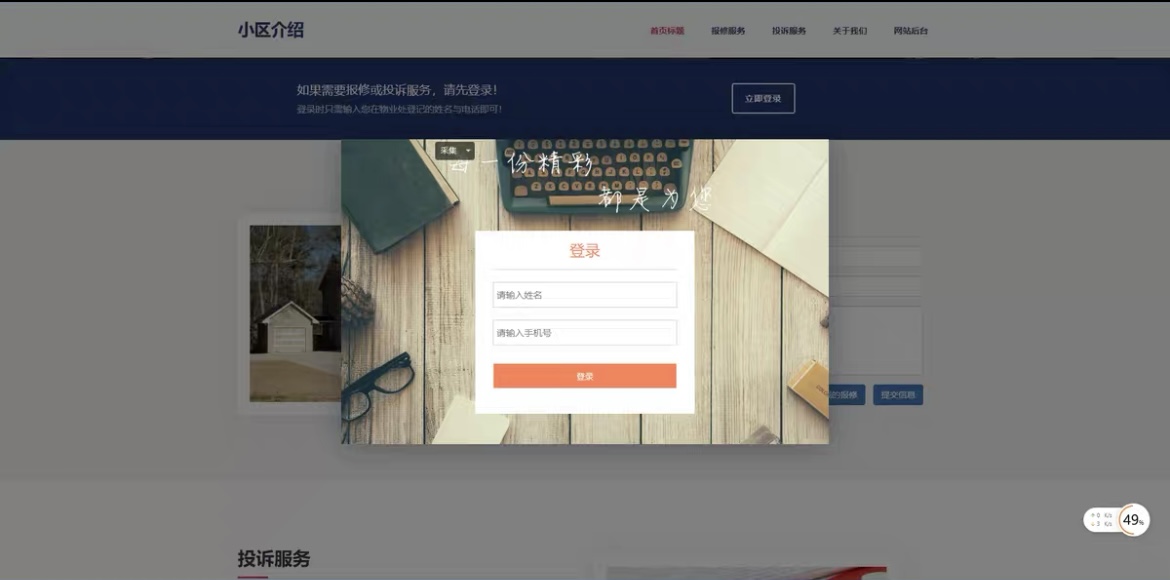 小区介绍
首页标题 报修服务 投诉服务 关于我们 网站后台
如果需要报修或投诉服务，请先登录！
登录时只需输入您在物业处登记的姓名与电话即可！
立即登录
采集
每一份精彩
都是为您
登录
请输入姓名
请输入手机号
登录
的报修 提交信息
投诉服务
49%